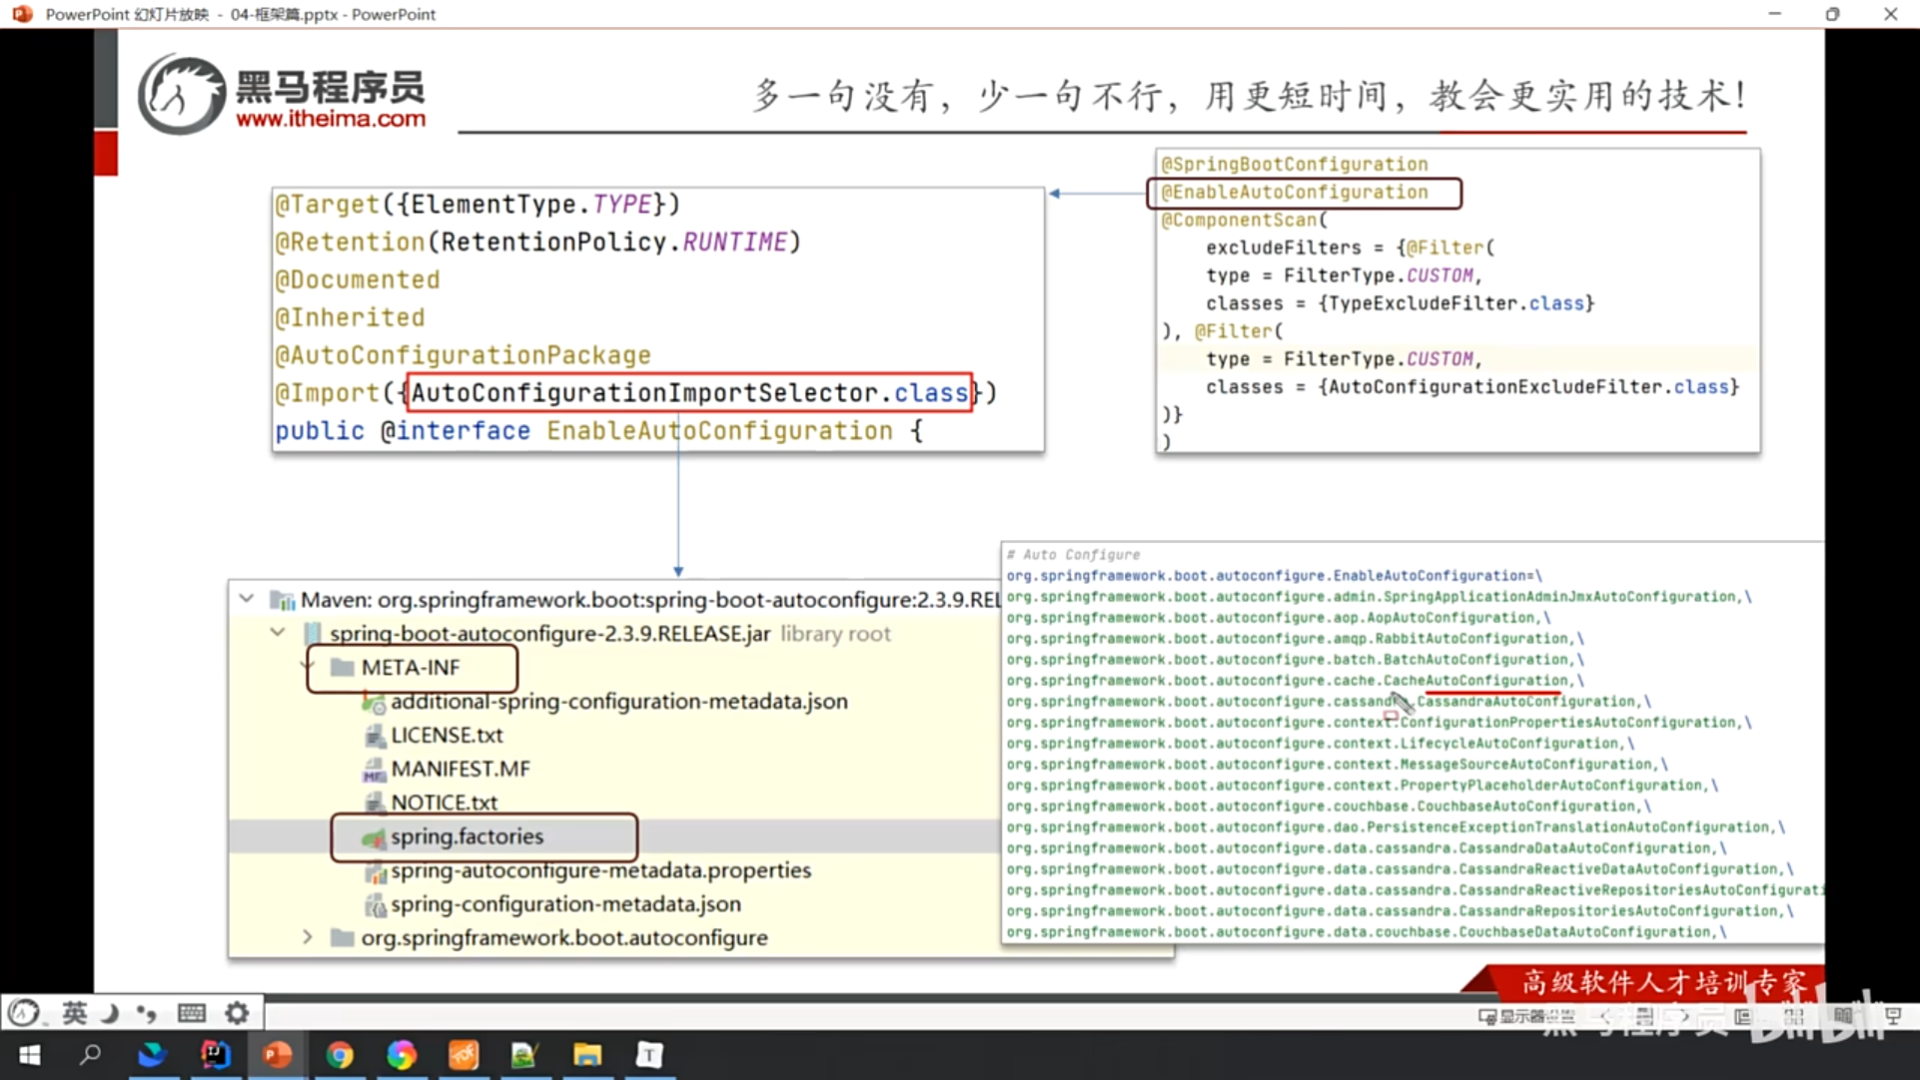 PowerPoint 幻灯片放映 - 04-框架篇.pptx - PowerPoint
黑马程序员
www.itheima.com
多一句没有，少一句不行，用更短时间，教会更实用的技术！
@Target({ElementType.TYPE})
@Retention(RetentionPolicy.RUNTIME)
@Documented
@Inherited
@AutoConfigurationPackage
@Import({AutoConfigurationImportSelector.class})
public @interface EnableAutoConfiguration {
@SpringBootConfiguration
@EnableAutoConfiguration
@ComponentScan(
excludeFilters = {@Filter(
type = FilterType.CUSTOM,
classes = {TypeExcludeFilter.class}
), @Filter(
type = FilterType.CUSTOM,
classes = {AutoConfigurationExcludeFilter.class}
)}
)
Maven: org.springframework.boot:spring-boot-autoconfigure:2.3.9.REL
spring-boot-autoconfigure-2.3.9.RELEASE.jar library root
META-INF
additional-spring-configuration-metadata.json
LICENSE.txt
MANIFEST.MF
NOTICE.txt
spring.factories
spring-autoconfigure-metadata.properties
spring-configuration-metadata.json
org.springframework.boot.autoconfigure
# Auto Configure
org.springframework.boot.autoconfigure.EnableAutoConfiguration=\
org.springframework.boot.autoconfigure.admin.SpringApplicationAdminJmxAutoConfiguration,\
org.springframework.boot.autoconfigure.aop.AopAutoConfiguration,\
org.springframework.boot.autoconfigure.amqp.RabbitAutoConfiguration,\
org.springframework.boot.autoconfigure.batch.BatchAutoConfiguration,\
org.springframework.boot.autoconfigure.cache.CacheAutoConfiguration,\
org.springframework.boot.autoconfigure.cassandra.CassandraAutoConfiguration,\
org.springframework.boot.autoconfigure.context.ConfigurationPropertiesAutoConfiguration,\
org.springframework.boot.autoconfigure.context.LifecycleAutoConfiguration,\
org.springframework.boot.autoconfigure.context.MessageSourceAutoConfiguration,\
org.springframework.boot.autoconfigure.context.PropertyPlaceholderAutoConfiguration,\
org.springframework.boot.autoconfigure.couchbase.CouchbaseAutoConfiguration,\
org.springframework.boot.autoconfigure.dao.PersistenceExceptionTranslationAutoConfiguration,\
org.springframework.boot.autoconfigure.data.cassandra.CassandraDataAutoConfiguration,\
org.springframework.boot.autoconfigure.data.cassandra.CassandraReactiveDataAutoConfiguration,\
org.springframework.boot.autoconfigure.data.cassandra.CassandraReactiveRepositoriesAutoConfigurati
org.springframework.boot.autoconfigure.data.cassandra.CassandraRepositoriesAutoConfiguration,\
org.springframework.boot.autoconfigure.data.couchbase.CouchbaseDataAutoConfiguration,\
高级软件人才培训专家
英
显示器设置
黑马程序员 bilibili